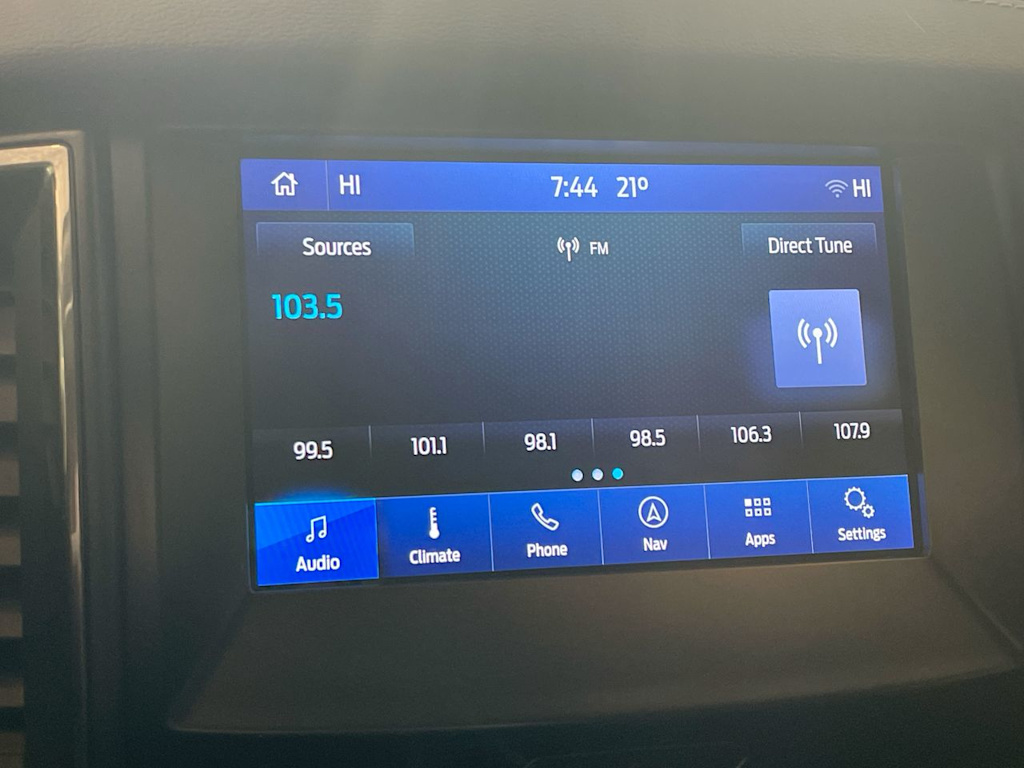 HI 7:44 21º HI
Sources FM Direct Tune
103.5
99.5 101.1 98.1 98.5 106.3 107.9
Audio Climate Phone Nav Apps Settings